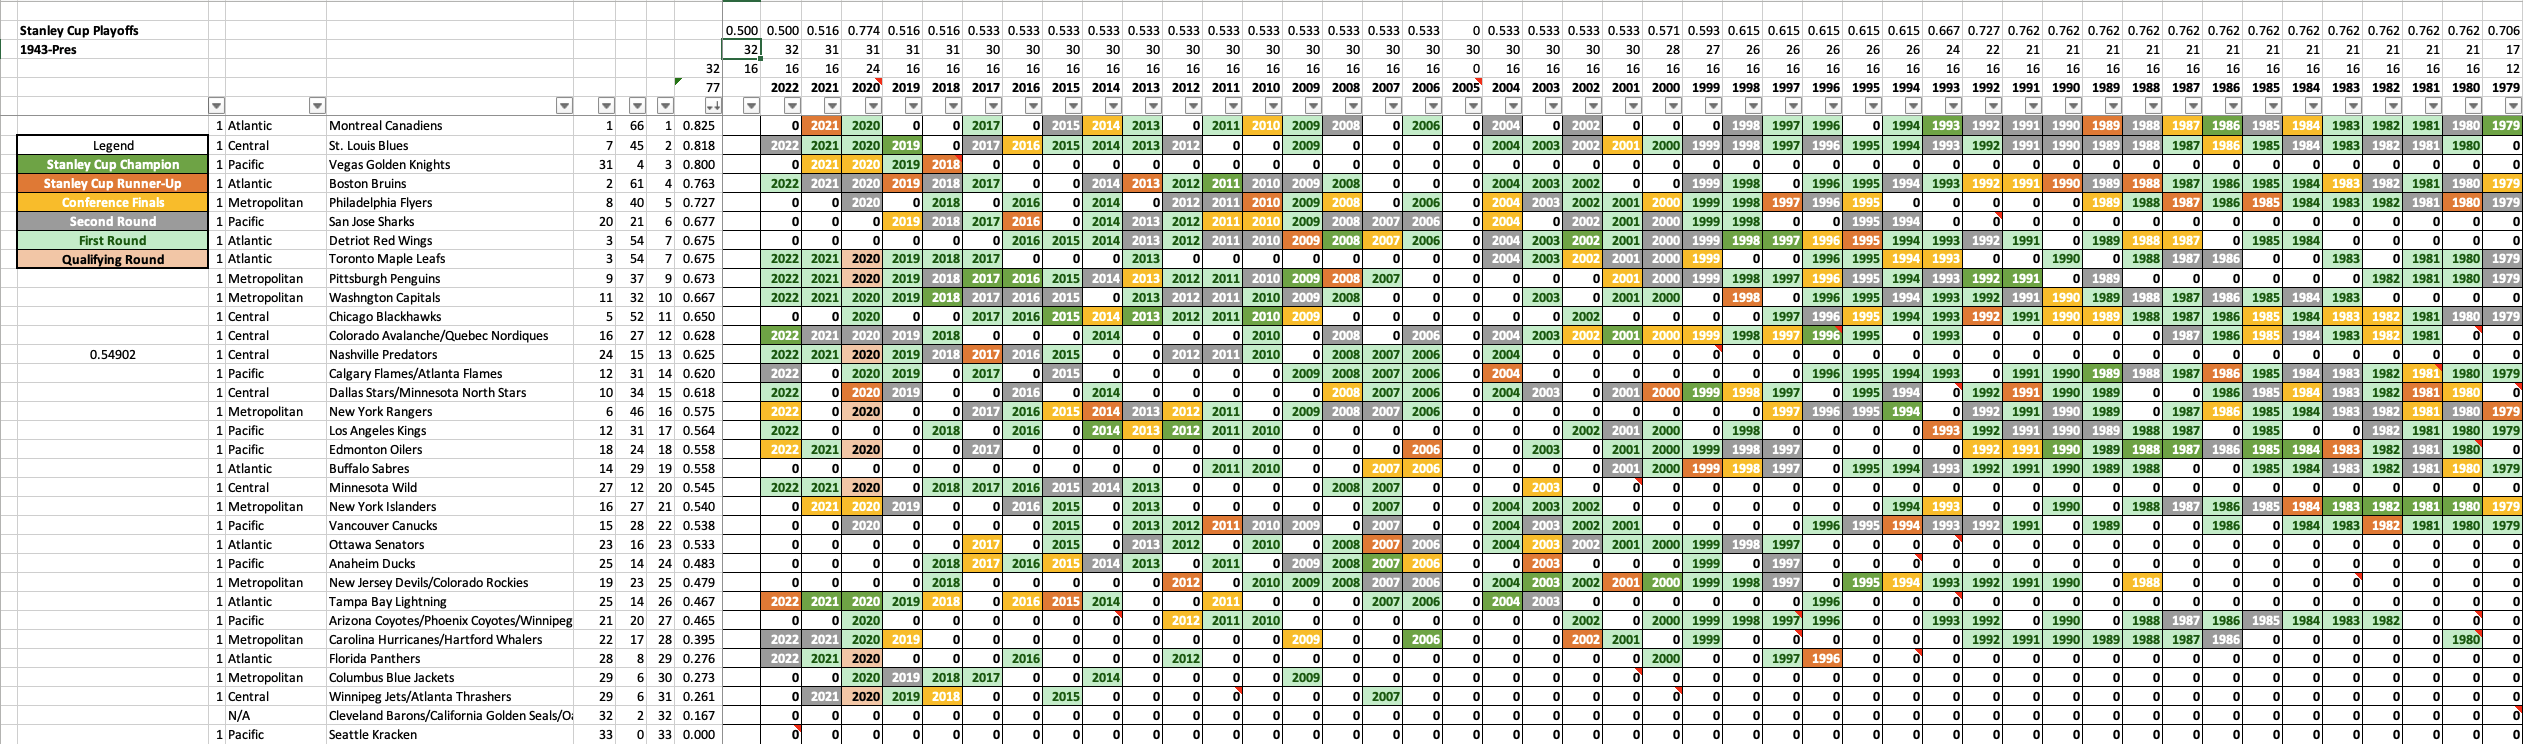 Stanley Cup Playoffs 0.500 0.500 0.516 0.774 0.516 0.516 0.533 0.533 0.533 0.533 0.533 0.533 0.533 0.533 0.533 0.533 0.533 0.533 0 0.533 0.533 0.533 0.533 0.571 0.593 0.615 0.615 0.615 0.615 0.615 0.667 0.727 0.762 0.762 0.762 0.762 0.762 0.762 0.762 0.762 0.762 0.762 0.762 0.762 0.706
1943-Pres 32 32 31 31 31 31 30 30 30 30 30 30 30 30 30 30 30 30 30 30 30 30 30 28 27 26 26 26 26 26 24 22 21 21 21 21 21 21 21 21 21 21 21 21 17
32 16 16 16 24 16 16 16 16 16 16 16 16 16 16 16 16 16 16 0 16 16 16 16 16 16 16 16 16 16 16 16 16 16 16 16 16 16 16 16 16 16 16 16 16 12
77 2022 2021 2020 2019 2018 2017 2016 2015 2014 2013 2012 2011 2010 2009 2008 2007 2006 2005 2004 2003 2002 2001 2000 1999 1998 1997 1996 1995 1994 1993 1992 1991 1990 1989 1988 1987 1986 1985 1984 1983 1982 1981 1980 1979
1 Atlantic Montreal Canadiens 1 66 1 0.825 0 2021 2020 0 0 2017 0 2015 2014 2013 0 2011 2010 2009 2008 0 2006 0 2004 0 2002 0 0 0 1998 1997 1996 0 1994 1993 1992 1991 1990 1989 1988 1987 1986 1985 1984 1983 1982 1981 1980 1979
Legend 1 Central St. Louis Blues 7 45 2 0.818 2022 2021 2020 2019 0 2017 2016 2015 2014 2013 2012 0 0 2009 0 0 0 0 2004 2003 2002 2001 2000 1999 1998 1997 1996 1995 1994 1993 1992 1991 1990 1989 1988 1987 1986 1985 1984 1983 1982 1981 1980 0
Stanley Cup Champion 1 Pacific Vegas Golden Knights 31 4 3 0.800 0 2021 2020 2019 2018 0 0 0 0 0 0 0 0 0 0 0 0 0 0 0 0 0 0 0 0 0 0 0 0 0 0 0 0 0 0 0 0 0 0 0 0 0 0 0
Stanley Cup Runner-Up 1 Atlantic Boston Bruins 2 61 4 0.763 2022 2021 2020 2019 2018 2017 0 0 2014 2013 2012 2011 2010 2009 2008 0 0 0 2004 2003 2002 0 0 1999 1998 0 1996 1995 1994 1993 1992 1991 1990 1989 1988 1987 1986 1985 1984 1983 1982 1981 1980 1979
Conference Finals 1 Metropolitan Philadelphia Flyers 8 40 5 0.727 0 0 2020 0 2018 0 2016 0 2014 0 2012 2011 2010 2009 2008 0 2006 0 2004 2003 2002 2001 2000 1999 1998 1997 1996 1995 0 0 0 0 0 1989 1988 1987 1986 1985 1984 1983 1982 1981 1980 1979
Second Round 1 Pacific San Jose Sharks 20 21 6 0.677 0 0 0 2019 2018 2017 2016 0 2014 2013 2012 2011 2010 2009 2008 2007 2006 0 2004 0 2002 2001 2000 1999 1998 0 0 1995 1994 0 0 0 0 0 0 0 0 0 0 0 0 0 0 0
First Round 1 Atlantic Detriot Red Wings 3 54 7 0.675 0 0 0 0 0 0 2016 2015 2014 2013 2012 2011 2010 2009 2008 2007 2006 0 2004 2003 2002 2001 2000 1999 1998 1997 1996 1995 1994 1993 1992 1991 0 1989 1988 1987 0 1985 1984 0 0 0 0 0
Qualifying Round 1 Atlantic Toronto Maple Leafs 3 54 7 0.675 2022 2021 2020 2019 2018 2017 0 0 0 2013 0 0 0 0 0 0 0 0 2004 2003 2002 2001 2000 1999 0 0 1996 1995 1994 1993 0 0 1990 0 1988 1987 1986 0 0 1983 0 1981 1980 1979
1 Metropolitan Pittsburgh Penguins 9 37 9 0.673 2022 2021 2020 2019 2018 2017 2016 2015 2014 2013 2012 2011 2010 2009 2008 2007 0 0 0 0 0 2001 2000 1999 1998 1997 1996 1995 1994 1993 1992 1991 0 1989 0 0 0 0 0 0 1982 1981 1980 1979
1 Metropolitan Washngton Capitals 11 32 10 0.667 2022 2021 2020 2019 2018 2017 2016 2015 0 2013 2012 2011 2010 2009 2008 0 0 0 0 2003 0 2001 2000 0 1998 0 1996 1995 1994 1993 1992 1991 1990 1989 1988 1987 1986 1985 1984 1983 0 0 0 0
1 Central Chicago Blackhawks 5 52 11 0.650 0 0 2020 0 0 2017 2016 2015 2014 2013 2012 2011 2010 2009 0 0 0 0 0 0 2002 0 0 0 0 1997 1996 1995 1994 1993 1992 1991 1990 1989 1988 1987 1986 1985 1984 1983 1982 1981 1980 1979
1 Central Colorado Avalanche/Quebec Nordiques 16 27 12 0.628 2022 2021 2020 2019 2018 0 0 0 2014 0 0 0 2010 0 2008 0 2006 0 2004 2003 2002 2001 2000 1999 1998 1997 1996 1995 0 1993 0 0 0 0 0 1987 1986 1985 1984 1983 1982 1981 0 0
0.54902 1 Central Nashville Predators 24 15 13 0.625 2022 2021 2020 2019 2018 2017 2016 2015 0 0 2012 2011 2010 0 2008 2007 2006 0 2004 0 0 0 0 0 0 0 0 0 0 0 0 0 0 0 0 0 0 0 0 0 0 0 0 0
1 Pacific Calgary Flames/Atlanta Flames 12 31 14 0.620 2022 0 2020 2019 0 2017 0 2015 0 0 0 0 0 2009 2008 2007 2006 0 2004 0 0 0 0 0 0 0 1996 1995 1994 1993 0 1991 1990 1989 1988 1987 1986 1985 1984 1983 1982 1981 1980 1979
1 Central Dallas Stars/Minnesota North Stars 10 34 15 0.618 2022 0 2020 2019 0 0 2016 0 2014 0 0 0 0 0 2008 2007 2006 0 2004 2003 0 2001 2000 1999 1998 1997 0 1995 1994 0 1992 1991 1990 1989 0 0 1986 1985 1984 1983 1982 1981 1980 0
1 Metropolitan New York Rangers 6 46 16 0.575 2022 0 2020 0 0 2017 2016 2015 2014 2013 2012 2011 0 2009 2008 2007 2006 0 0 0 0 0 0 0 0 1997 1996 1995 1994 0 1992 1991 1990 1989 0 1987 1986 1985 1984 1983 1982 1981 1980 1979
1 Pacific Los Angeles Kings 12 31 17 0.564 2022 0 0 0 2018 0 2016 0 2014 2013 2012 2011 2010 0 0 0 0 0 0 0 2002 2001 2000 0 1998 0 0 0 0 1993 1992 1991 1990 1989 1988 1987 0 1985 0 0 1982 1981 1980 1979
1 Pacific Edmonton Oilers 18 24 18 0.558 2022 2021 2020 0 0 2017 0 0 0 0 0 0 0 0 0 0 2006 0 0 2003 0 2001 2000 1999 1998 1997 0 0 0 0 1992 1991 1990 1989 1988 1987 1986 1985 1984 1983 1982 1981 1980 0
1 Atlantic Buffalo Sabres 14 29 19 0.558 0 0 0 0 0 0 0 0 0 0 0 2011 2010 0 0 2007 2006 0 0 0 0 2001 2000 1999 1998 1997 0 1995 1994 1993 1992 1991 1990 1989 1988 0 0 1985 1984 1983 1982 1981 1980 1979
1 Central Minnesota Wild 27 12 20 0.545 2022 2021 2020 0 2018 2017 2016 2015 2014 2013 0 0 0 0 2008 2007 0 0 0 2003 0 0 0 0 0 0 0 0 0 0 0 0 0 0 0 0 0 0 0 0 0 0 0 0
1 Metropolitan New York Islanders 16 27 21 0.540 0 2021 2020 2019 0 0 2016 2015 0 2013 0 0 0 0 0 2007 0 0 2004 2003 2002 0 0 0 0 0 0 0 1994 1993 0 0 1990 0 1988 1987 1986 1985 1984 1983 1982 1981 1980 1979
1 Pacific Vancouver Canucks 15 28 22 0.538 0 0 2020 0 0 0 0 2015 0 2013 2012 2011 2010 2009 0 2007 0 0 2004 2003 2002 2001 0 0 0 0 1996 1995 1994 1993 1992 1991 0 1989 0 0 1986 0 1984 1983 1982 1981 1980 1979
1 Atlantic Ottawa Senators 23 16 23 0.533 0 0 0 0 0 2017 0 2015 0 2013 2012 0 2010 0 2008 2007 2006 0 2004 2003 2002 2001 2000 1999 1998 1997 0 0 0 0 0 0 0 0 0 0 0 0 0 0 0 0 0 0
1 Pacific Anaheim Ducks 25 14 24 0.483 0 0 0 0 2018 2017 2016 2015 2014 2013 0 2011 0 2009 2008 2007 2006 0 0 2003 0 0 0 1999 0 1997 0 0 0 0 0 0 0 0 0 0 0 0 0 0 0 0 0 0
1 Metropolitan New Jersey Devils/Colorado Rockies 19 23 25 0.479 0 0 0 0 2018 0 0 0 0 0 2012 0 2010 2009 2008 2007 2006 0 2004 2003 2002 2001 2000 1999 1998 1997 0 1995 1994 1993 1992 1991 1990 0 1988 0 0 0 0 0 0 0 0 0
1 Atlantic Tampa Bay Lightning 25 14 26 0.467 2022 2021 2020 2019 2018 0 2016 2015 2014 0 0 2011 0 0 0 2007 2006 0 2004 2003 0 0 0 0 0 0 1996 0 0 0 0 0 0 0 0 0 0 0 0 0 0 0 0 0
1 Pacific Arizona Coyotes/Phoenix Coyotes/Winnipeg 21 20 27 0.465 0 0 2020 0 0 0 0 0 0 0 2012 2011 2010 0 0 0 0 0 0 0 2002 0 2000 1999 1998 1997 1996 0 0 1993 1992 0 1990 0 1988 1987 1986 1985 1984 1983 1982 0 0 0
1 Metropolitan Carolina Hurricanes/Hartford Whalers 22 17 28 0.395 2022 2021 2020 2019 0 0 0 0 0 0 0 0 0 2009 0 0 2006 0 0 0 2002 2001 0 1999 0 0 0 0 0 0 1992 1991 1990 1989 1988 1987 1986 0 0 0 0 0 1980 0
1 Atlantic Florida Panthers 28 8 29 0.276 2022 2021 2020 0 0 0 2016 0 0 0 2012 0 0 0 0 0 0 0 0 0 0 0 2000 0 0 1997 1996 0 0 0 0 0 0 0 0 0 0 0 0 0 0 0 0 0
1 Metropolitan Columbus Blue Jackets 29 6 30 0.273 0 0 2020 2019 2018 2017 0 0 2014 0 0 0 0 2009 0 0 0 0 0 0 0 0 0 0 0 0 0 0 0 0 0 0 0 0 0 0 0 0 0 0 0 0 0 0
1 Central Winnipeg Jets/Atlanta Thrashers 29 6 31 0.261 0 2021 2020 2019 2018 0 0 2015 0 0 0 0 0 0 0 2007 0 0 0 0 0 0 0 0 0 0 0 0 0 0 0 0 0 0 0 0 0 0 0 0 0 0 0 0
N/A Cleveland Barons/California Golden Seals/Oa 32 2 32 0.167 0 0 0 0 0 0 0 0 0 0 0 0 0 0 0 0 0 0 0 0 0 0 0 0 0 0 0 0 0 0 0 0 0 0 0 0 0 0 0 0 0 0 0 0
1 Pacific Seattle Kracken 33 0 33 0.000 0 0 0 0 0 0 0 0 0 0 0 0 0 0 0 0 0 0 0 0 0 0 0 0 0 0 0 0 0 0 0 0 0 0 0 0 0 0 0 0 0 0 0 0